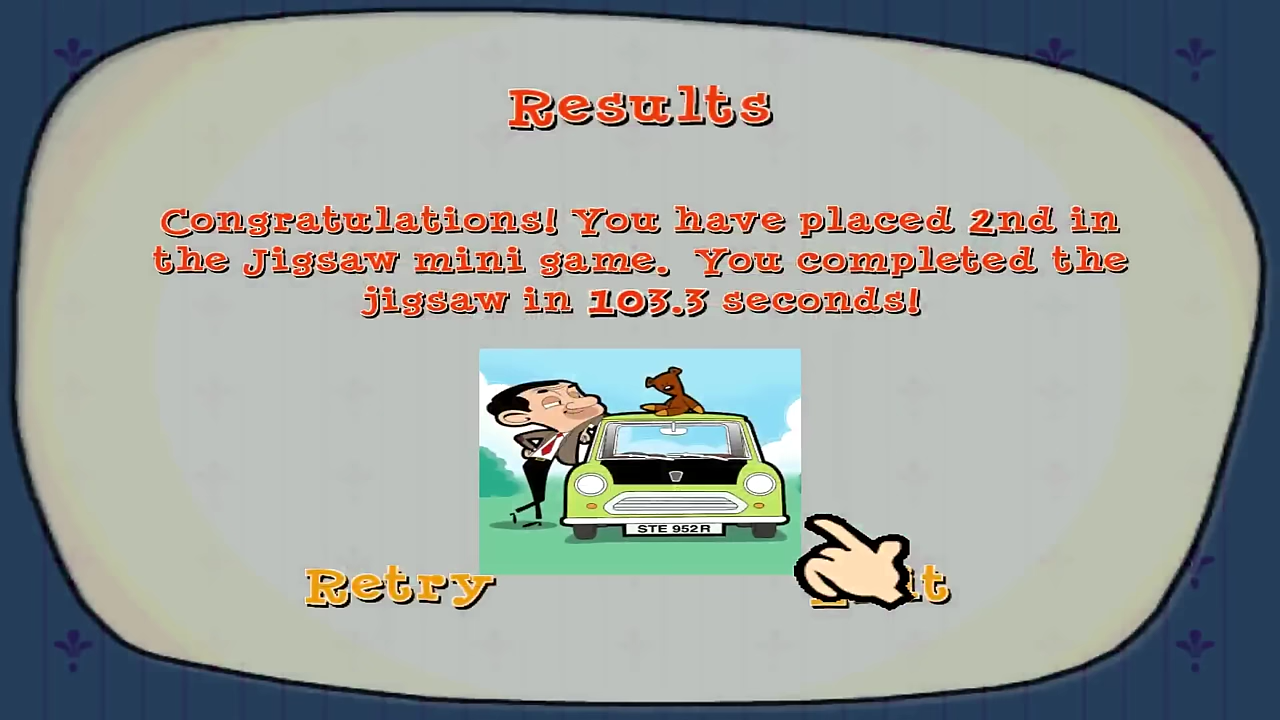 Results
Congratulations! You have placed 2nd in
the Jigsaw mini game. You completed the
jigsaw in 103.3 seconds!
STE 952R
Retry